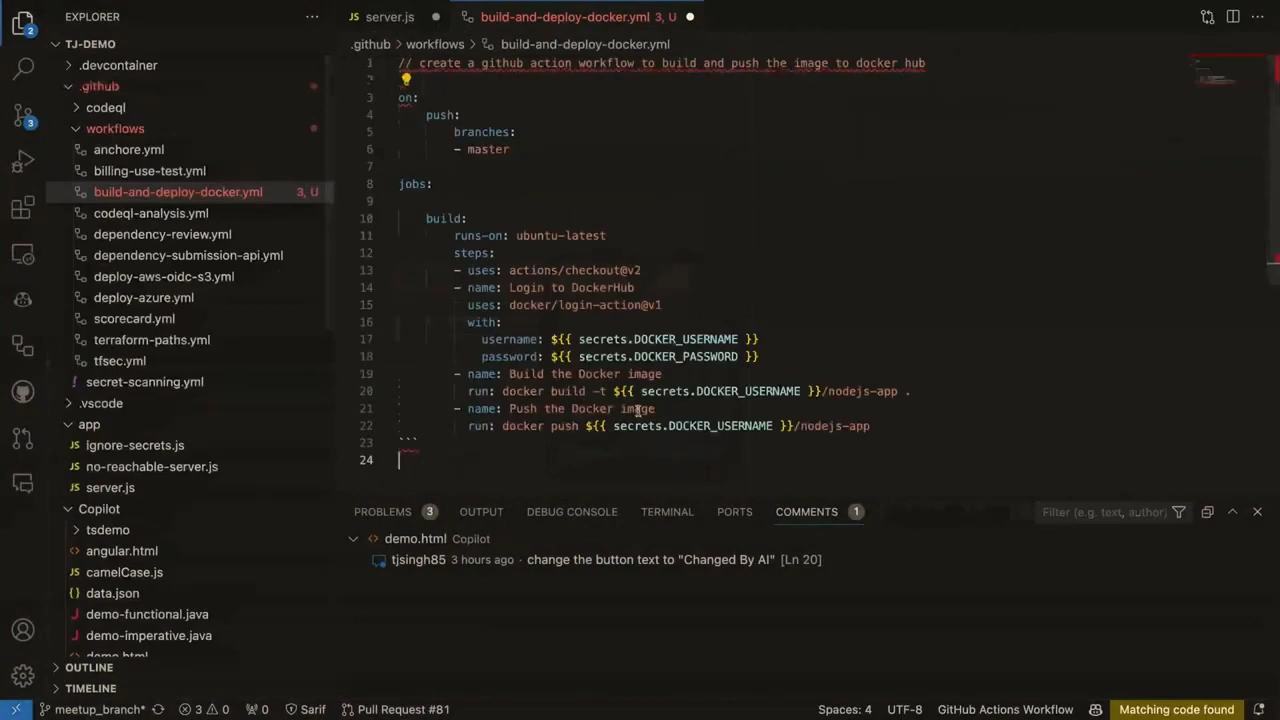 2
EXPLORER
server.js
build-and-deploy-docker.yml 3, U
TJ-DEMO
.github
workflows
build-and-deploy-docker.yml
.devcontainer
.github
codeql
workflows
anchore.yml
billing-use-test.yml
build-and-deploy-docker.yml 3, U
codeql-analysis.yml
dependency-review.yml
dependency-submission-api.yml
deploy-aws-oidc-s3.yml
deploy-azure.yml
scorecard.yml
terraform-paths.yml
tfsec.yml
secret-scanning.yml
.vscode
app
ignore-secrets.js
no-reachable-server.js
server.js
Copilot
tsdemo
angular.html
camelCase.js
data.json
demo-functional.java
demo-imperative.java
demo.html
OUTLINE
TIMELINE
3
1 // create a github action workflow to build and push the image to docker hub
2
3 on:
4 push:
5 branches:
6 - master
7
8 jobs:
9
10 build:
11 runs-on: ubuntu-latest
12 steps:
13 - uses: actions/checkout@v2
14 - name: Login to DockerHub
15 uses: docker/login-action@v1
16 with:
17 username: ${{ secrets.DOCKER_USERNAME }}
18 password: ${{ secrets.DOCKER_PASSWORD }}
19 - name: Build the Docker image
20 run: docker build -t ${{ secrets.DOCKER_USERNAME }}/nodejs-app .
21 - name: Push the Docker image
22 run: docker push ${{ secrets.DOCKER_USERNAME }}/nodejs-app
23 ```
24
PROBLEMS 3 OUTPUT DEBUG CONSOLE TERMINAL PORTS COMMENTS 1 Filter (e.g. text, author)
demo.html Copilot
tjsingh85 3 hours ago · change the button text to "Changed By AI" [Ln 20]
meetup_branch* 3 0 0 Sarif Pull Request #81 Spaces: 4 UTF-8 GitHub Actions Workflow Matching code found